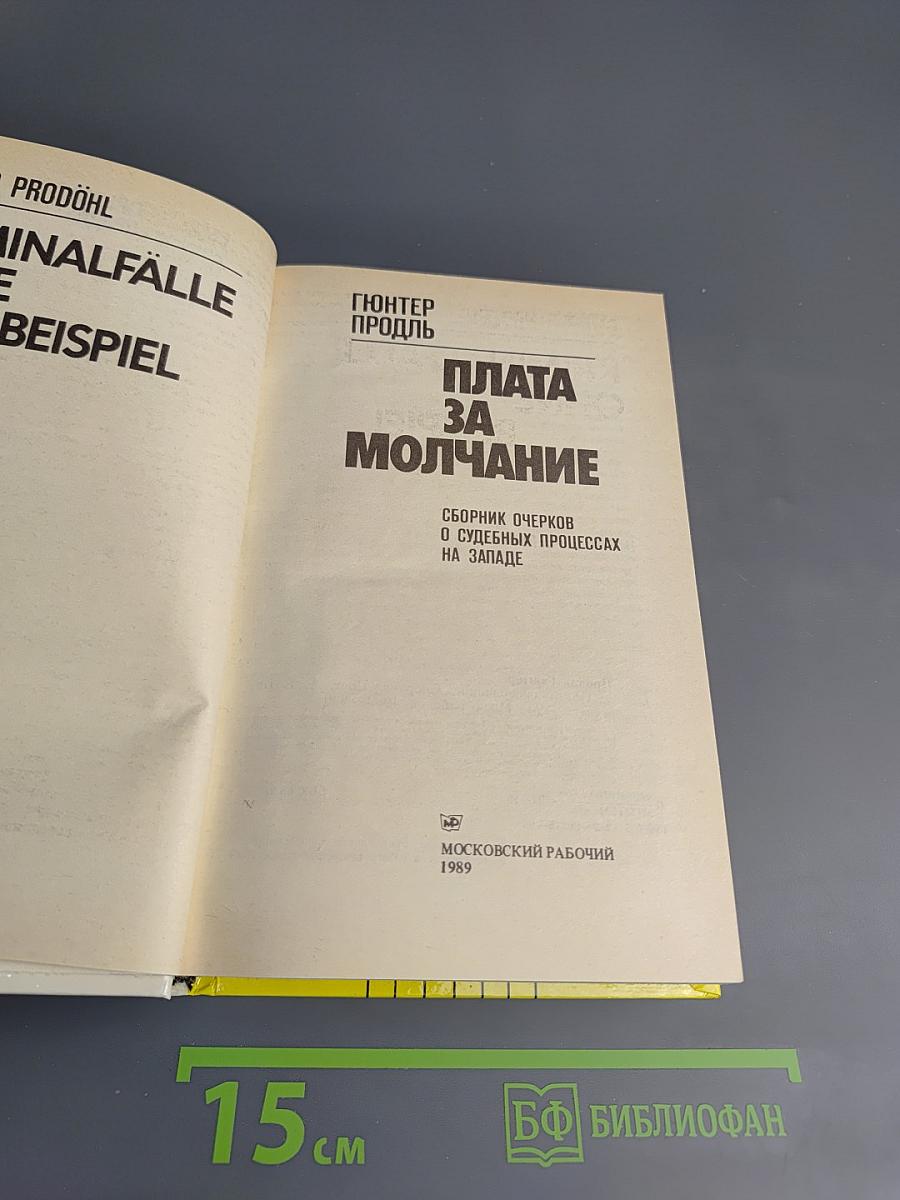 PRODÖHL
MINALFÄLLE
E
BEISPIEL
ГЮНТЕР
ПРОДЛЬ
ПЛАТА
ЗА
МОЛЧАНИЕ
СБОРНИК ОЧЕРКОВ
О СУДЕБНЫХ ПРОЦЕССАХ
НА ЗАПАДЕ
МР
МОСКОВСКИЙ РАБОЧИЙ
1989
15 СМ
БФ БИБЛИОФАН